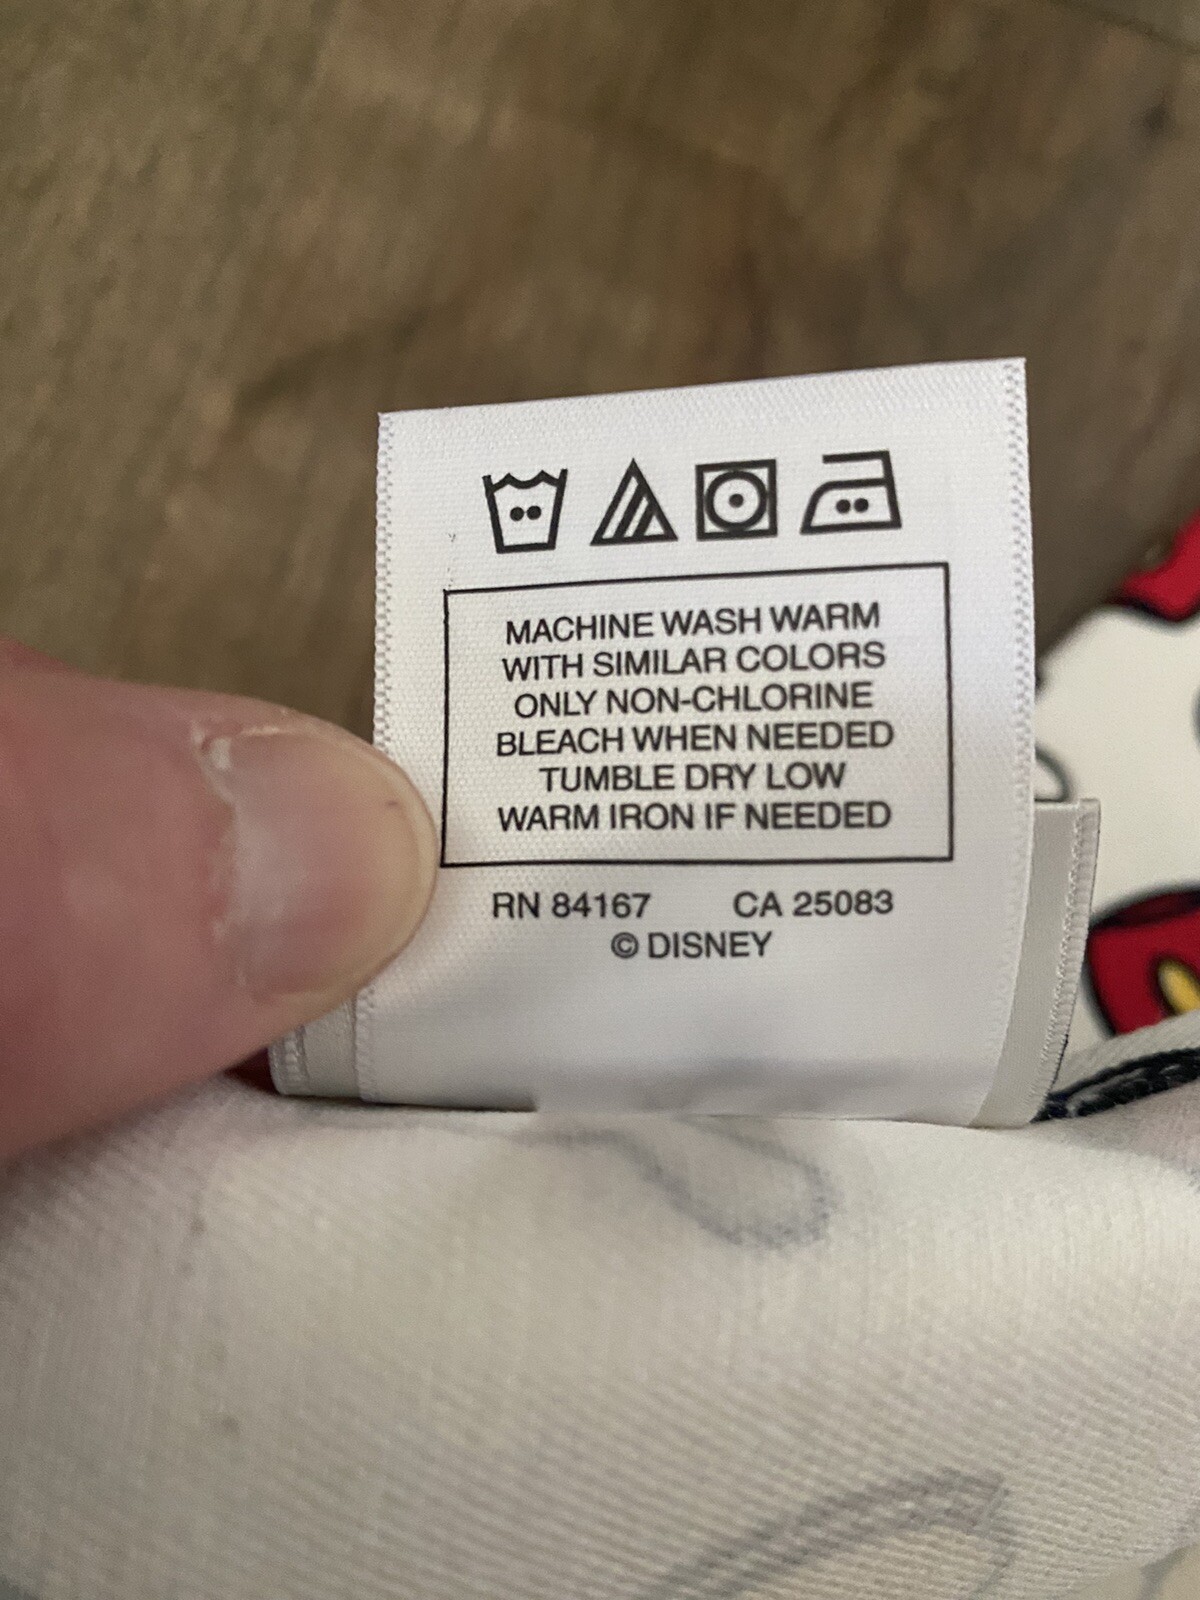 MACHINE WASH WARM
WITH SIMILAR COLORS
ONLY NON-CHLORINE
BLEACH WHEN NEEDED
TUMBLE DRY LOW
WARM IRON IF NEEDED
RN 84167 CA 25083
© DISNEY